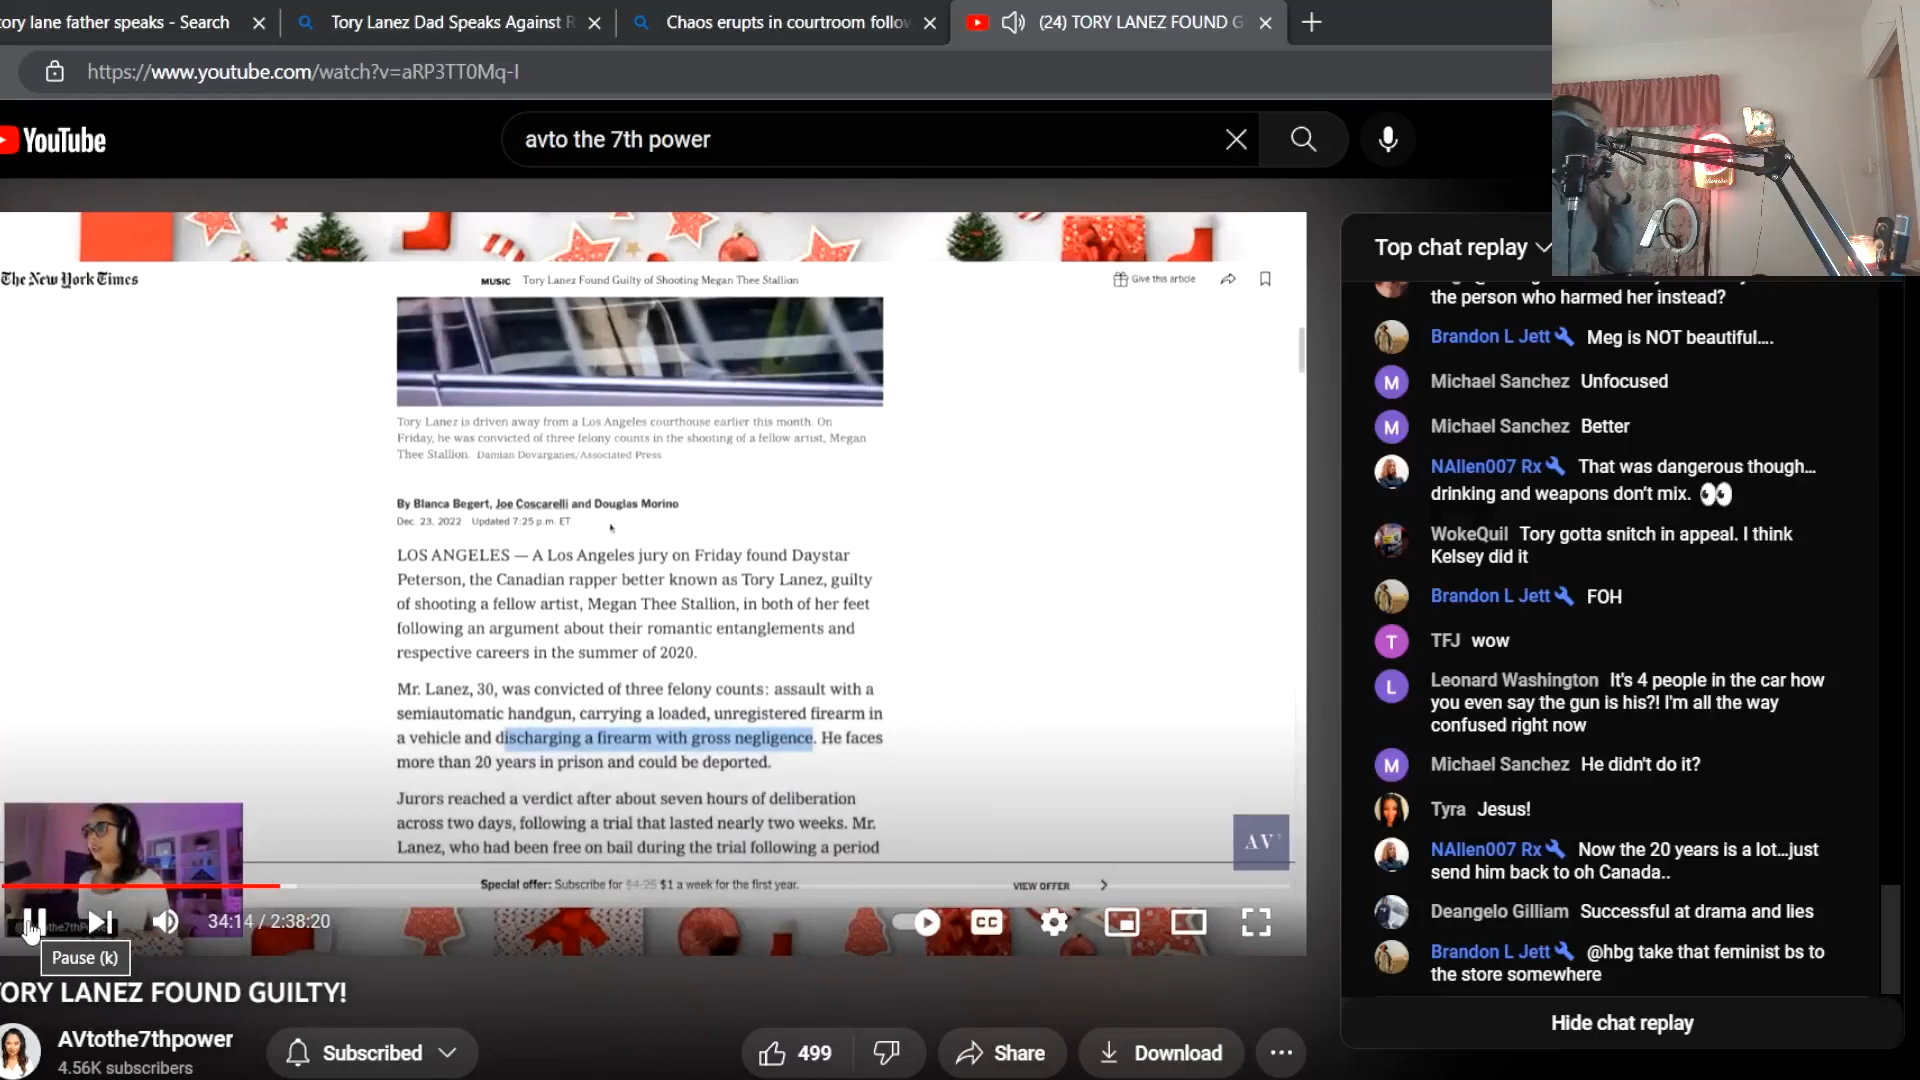 tory lane father speaks - Search
Tory Lanez Dad Speaks Against R
Chaos erupts in courtroom follow
(24) TORY LANEZ FOUND G
https://www.youtube.com/watch?v=aRP3TT0Mq-I
YouTube
avto the 7th power
The New York Times
MUSIC Tory Lanez Found Guilty of Shooting Megan Thee Stallion
Give this article
Tory Lanez is driven away from a Los Angeles courthouse earlier this month. On
Friday, he was convicted of three felony counts in the shooting of a fellow artist, Megan
Thee Stallion. Damian Dovarganes/Associated Press
By Blanca Begert, Joe Coscarelli and Douglas Morino
Dec. 23, 2022 Updated 7:25 p.m. ET
LOS ANGELES — A Los Angeles jury on Friday found Daystar
Peterson, the Canadian rapper better known as Tory Lanez, guilty
of shooting a fellow artist, Megan Thee Stallion, in both of her feet
following an argument about their romantic entanglements and
respective careers in the summer of 2020.
Mr. Lanez, 30, was convicted of three felony counts: assault with a
semiautomatic handgun, carrying a loaded, unregistered firearm in
a vehicle and discharging a firearm with gross negligence. He faces
more than 20 years in prison and could be deported.
Jurors reached a verdict after about seven hours of deliberation
across two days, following a trial that lasted nearly two weeks. Mr.
Lanez, who had been free on bail during the trial following a period
AV
Special offer: Subscribe for $4.25 $1 a week for the first year.
VIEW OFFER
34:14 / 2:38:20
CC
Pause (k)
TORY LANEZ FOUND GUILTY!
AVtothe7thpower
4.56K subscribers
Subscribed
499
Share
Download
Top chat replay
the person who harmed her instead?
Brandon L Jett Meg is NOT beautiful....
M
Michael Sanchez Unfocused
M
Michael Sanchez Better
NAllen007 Rx That was dangerous though...
drinking and weapons don't mix.
WokeQuil Tory gotta snitch in appeal. I think
Kelsey did it
Brandon L Jett FOH
T
TFJ wow
L
Leonard Washington It's 4 people in the car how
you even say the gun is his?! I'm all the way
confused right now
M
Michael Sanchez He didn't do it?
Tyra Jesus!
NAllen007 Rx Now the 20 years is a lot...just
send him back to oh Canada..
Deangelo Gilliam Successful at drama and lies
Brandon L Jett @hbg take that feminist bs to
the store somewhere
Hide chat replay